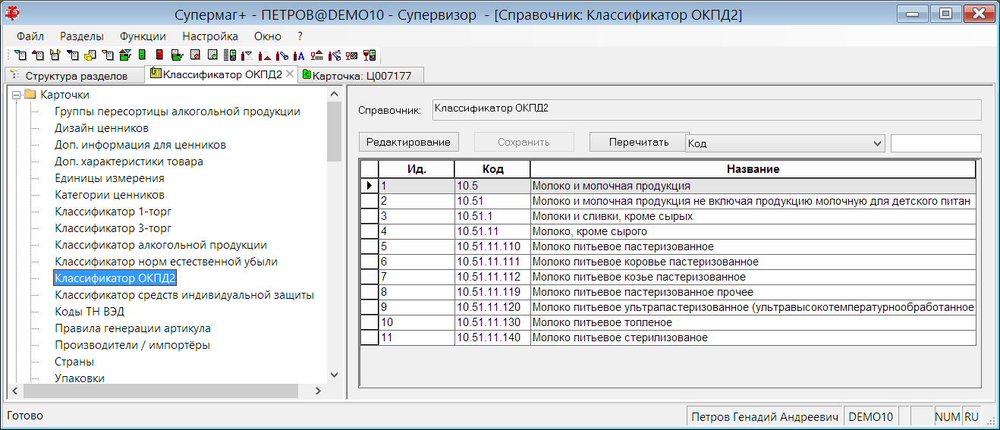 Супермаг+ - ПЕТРОВ@DEMO10 - Супервизор - [Справочник: Классификатор ОКПД2]
Файл Разделы Функции Настройка Окно ?
Структура разделов Классификатор ОКПД2 Карточка: Ц007177
Карточки
Группы пересортицы алкогольной продукции
Дизайн ценников
Доп. информация для ценников
Доп. характеристики товара
Единицы измерения
Категории ценников
Классификатор 1-торг
Классификатор 3-торг
Классификатор алкогольной продукции
Классификатор норм естественной убыли
Классификатор ОКПД2
Классификатор средств индивидуальной защиты
Коды ТН ВЭД
Правила генерации артикула
Производители / импортёры
Страны
Упаковки
Справочник: Классификатор ОКПД2
Редактирование Сохранить Перечитать Код
Ид. Код Название
1 10.5 Молоко и молочная продукция
2 10.51 Молоко и молочная продукция не включая продукцию молочную для детского питан
3 10.51.1 Молоки и сливки, кроме сырых
4 10.51.11 Молоко, кроме сырого
5 10.51.11.110 Молоко питьевое пастеризованное
6 10.51.11.111 Молоко питьевое коровье пастеризованное
7 10.51.11.112 Молоко питьевое козье пастеризованное
8 10.51.11.119 Молоко питьевое пастеризованное прочее
9 10.51.11.120 Молоко питьевое ультрапастеризованное (ультравысокотемпературнообработанное
10 10.51.11.130 Молоко питьевое топленое
11 10.51.11.140 Молоко питьевое стерилизованое
Готово Петров Генадий Андреевич DEMO10 NUM RU